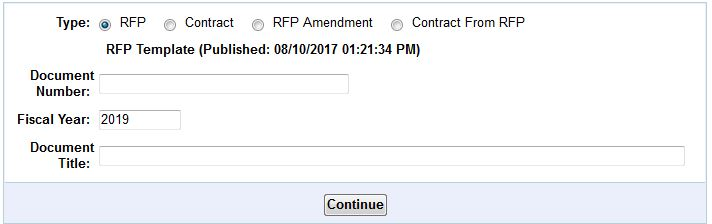 Type: RFP Contract RFP Amendment Contract From RFP
RFP Template (Published: 08/10/2017 01:21:34 PM)
Document
Number:
Fiscal Year: 2019
Document
Title:
Continue